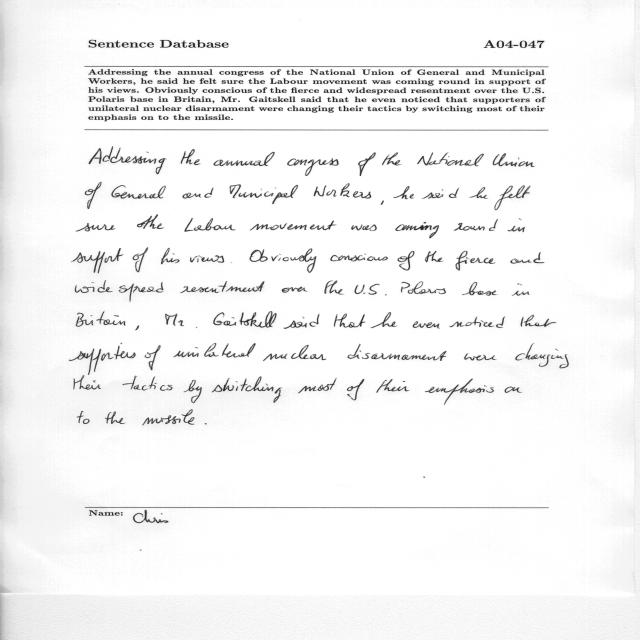 Sentence Database A04-047
Addressing the annual congress of the National Union of General and Municipal
Workers, he said he felt sure the Labour movement was coming round in support of
his views. Obviously conscious of the fierce and widespread resentment over the U.S.
Polaris base in Britain, Mr. Gaitskell said that he even noticed that supporters of
unilateral nuclear disarmament were changing their tactics by switching most of their
emphasis on to the missile.
Addressing the annual congress of the National Union
of General and Municipal Workers, he said he felt
sure the Labour movement was coming round in
support of his views. Obviously conscious of the fierce and
wide spread resentment over the U.S. Polaris base in
Britain, Mr. Gaitskell said that he even noticed that
supporters of unilateral nuclear disarmament were changing
their tactics by switching most of their emphasis on
to the missile.
Name: Chris